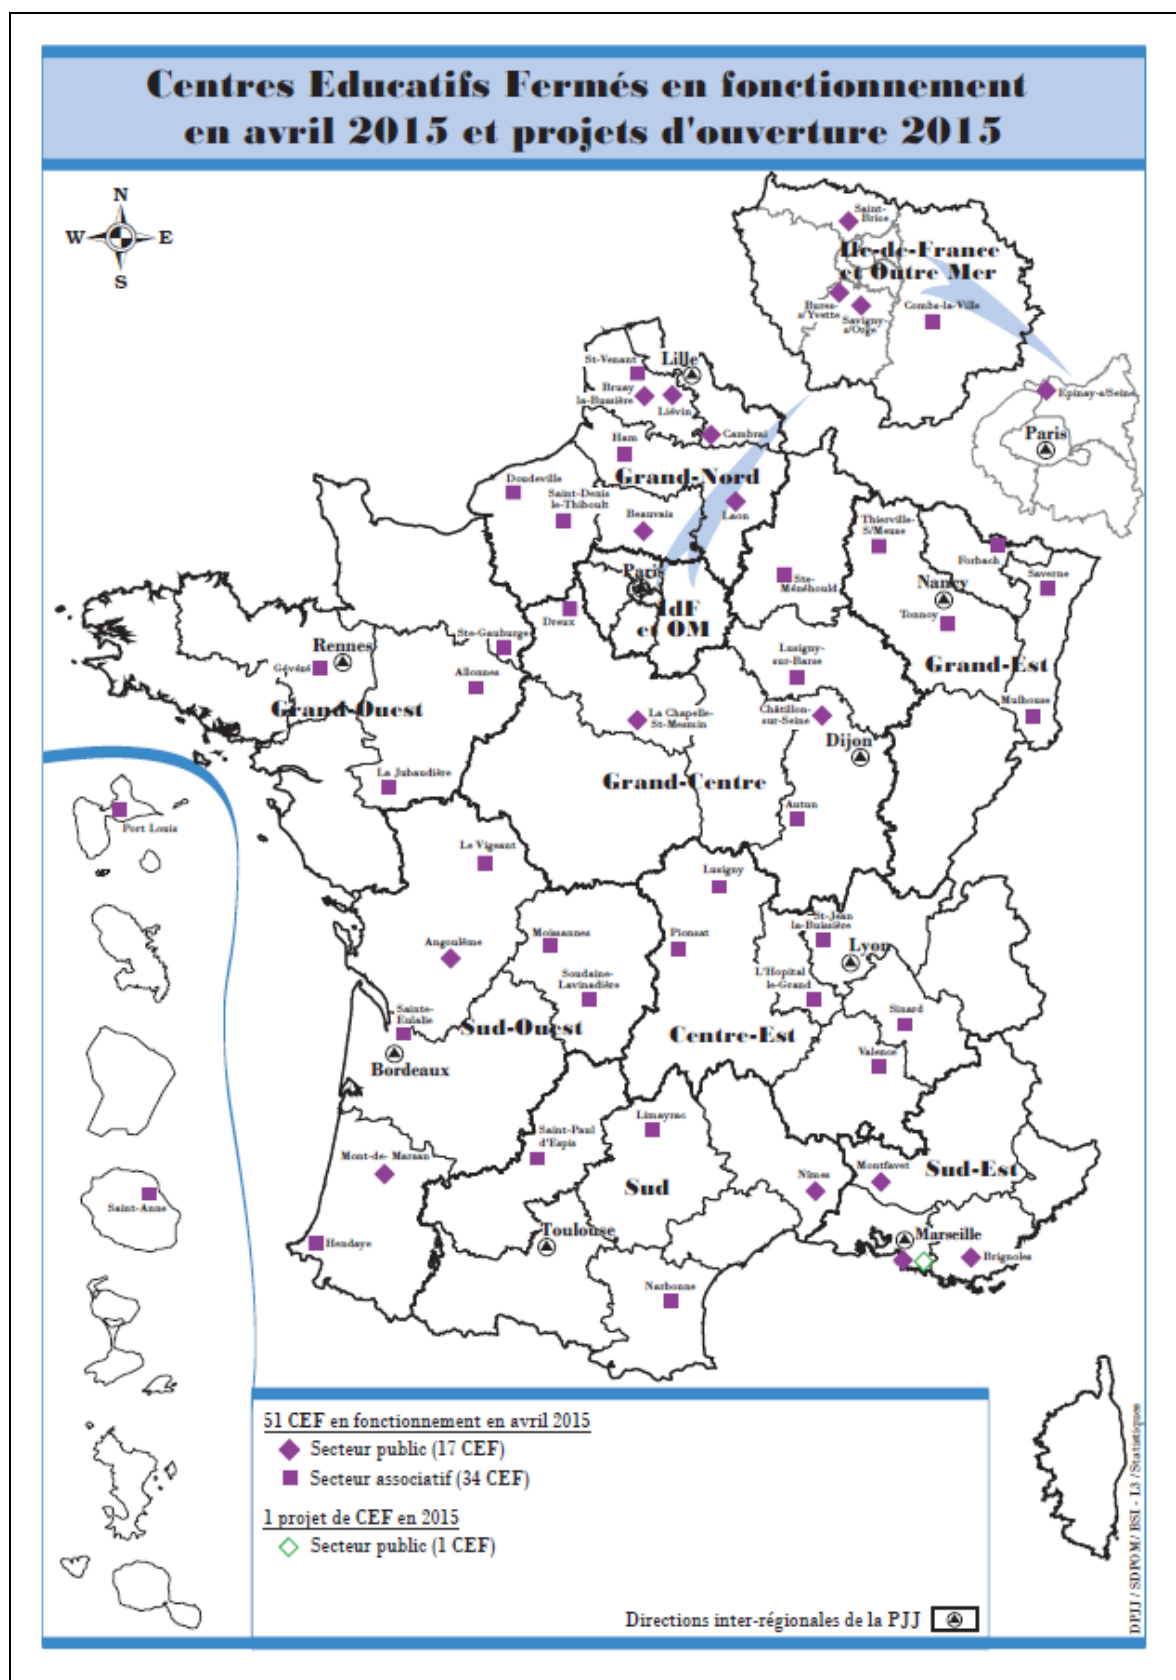 Centres Educatifs Fermés en fonctionnement
en avril 2015 et projets d'ouverture 2015
N
W
E
S
Saint-
Brice
Ile-de-France
et Outre Mer
Bures-
s/Yvette
Savigny-
s/Orge
Combs-la-Ville
Epinay-s/Seine
Paris
St-Venant
Lille
Bruay
la-Bussière
Liévin
Cambrai
Ham
Grand-Nord
Doudeville
Saint-Denis
le-Thiboult
Beauvais
Laon
Thierville-
S/Meuse
Forbach
Saverne
Paris
Ste-
Ménéhould
Nancy
IdF
et OM
Dreux
Tonnoy
Ste-Gauburge
Rennes
Gévézé
Allonnes
Lusigny-
sur-Barse
Grand-Est
Grand-Ouest
La Chapelle-
St-Mesmin
Châtillon-
sur-Seine
Mulhouse
Dijon
La Jubaudière
Grand-Centre
Autun
Port Louis
Le Vigeant
Lusigny
St-Jean
la-Bussière
Angoulême
Moissannes
Pionsat
Lyon
Soudaine-
Lavinadière
L'Hopital
le-Grand
Sainte-
Eulalie
Sud-Ouest
Centre-Est
Sinard
Bordeaux
Valence
Limayrac
Saint-Paul
d'Espis
Mont-de- Marsan
Sud
Nîmes
Montfavet
Sud-Est
Saint-Anne
Toulouse
Marseille
Hendaye
Brignoles
Narbonne
51 CEF en fonctionnement en avril 2015
Secteur public (17 CEF)
Secteur associatif (34 CEF)
1 projet de CEF en 2015
Secteur public (1 CEF)
Directions inter-régionales de la PJJ
DPJJ / SDPOM/ BSI - L3 /Statistiques